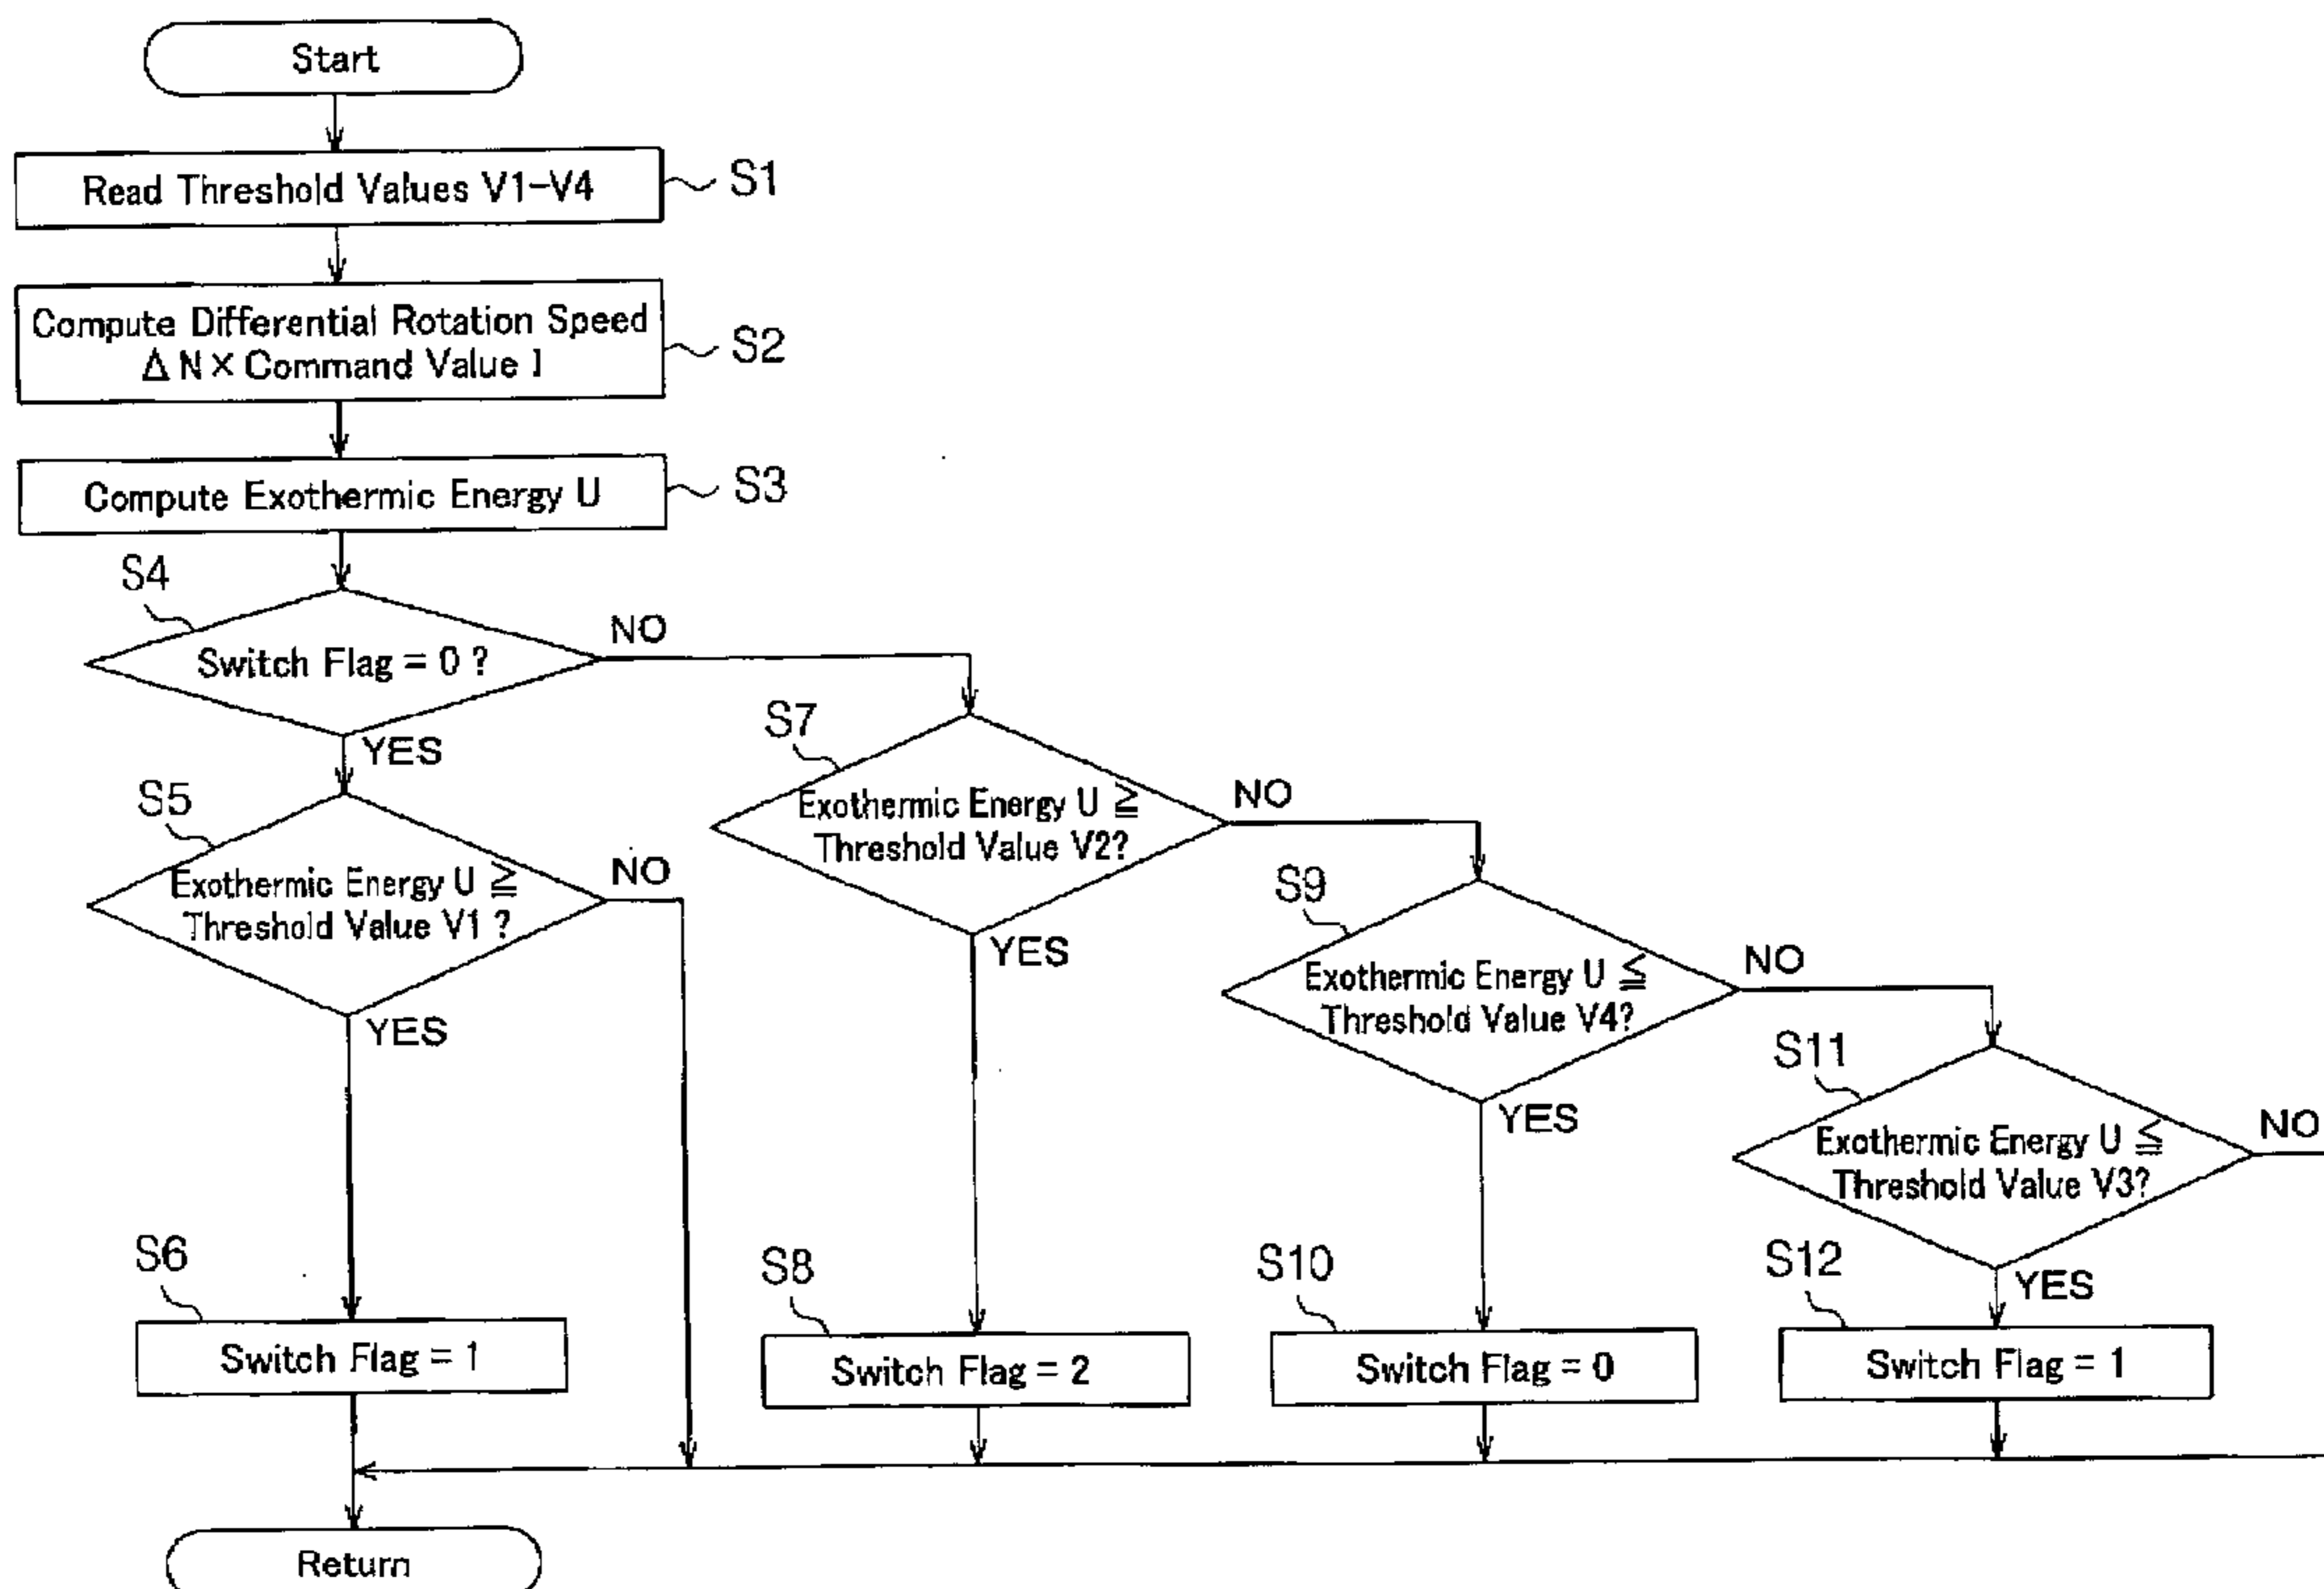 Start
Read Threshold Values V1-V4
S1
Compute Differential Rotation Speed
Δ N × Command Value I
S2
Compute Exothermic Energy U
S3
S4
Switch Flag = 0 ?
NO
YES
S5
Exothermic Energy U ≧
Threshold Value V1 ?
NO
YES
S6
Switch Flag = 1
S7
Exothermic Energy U ≧
Threshold Value V2?
NO
YES
S8
Switch Flag = 2
S9
Exothermic Energy U ≦
Threshold Value V4?
NO
YES
S10
Switch Flag = 0
S11
Exothermic Energy U ≦
Threshold Value V3?
NO
YES
S12
Switch Flag = 1
Return